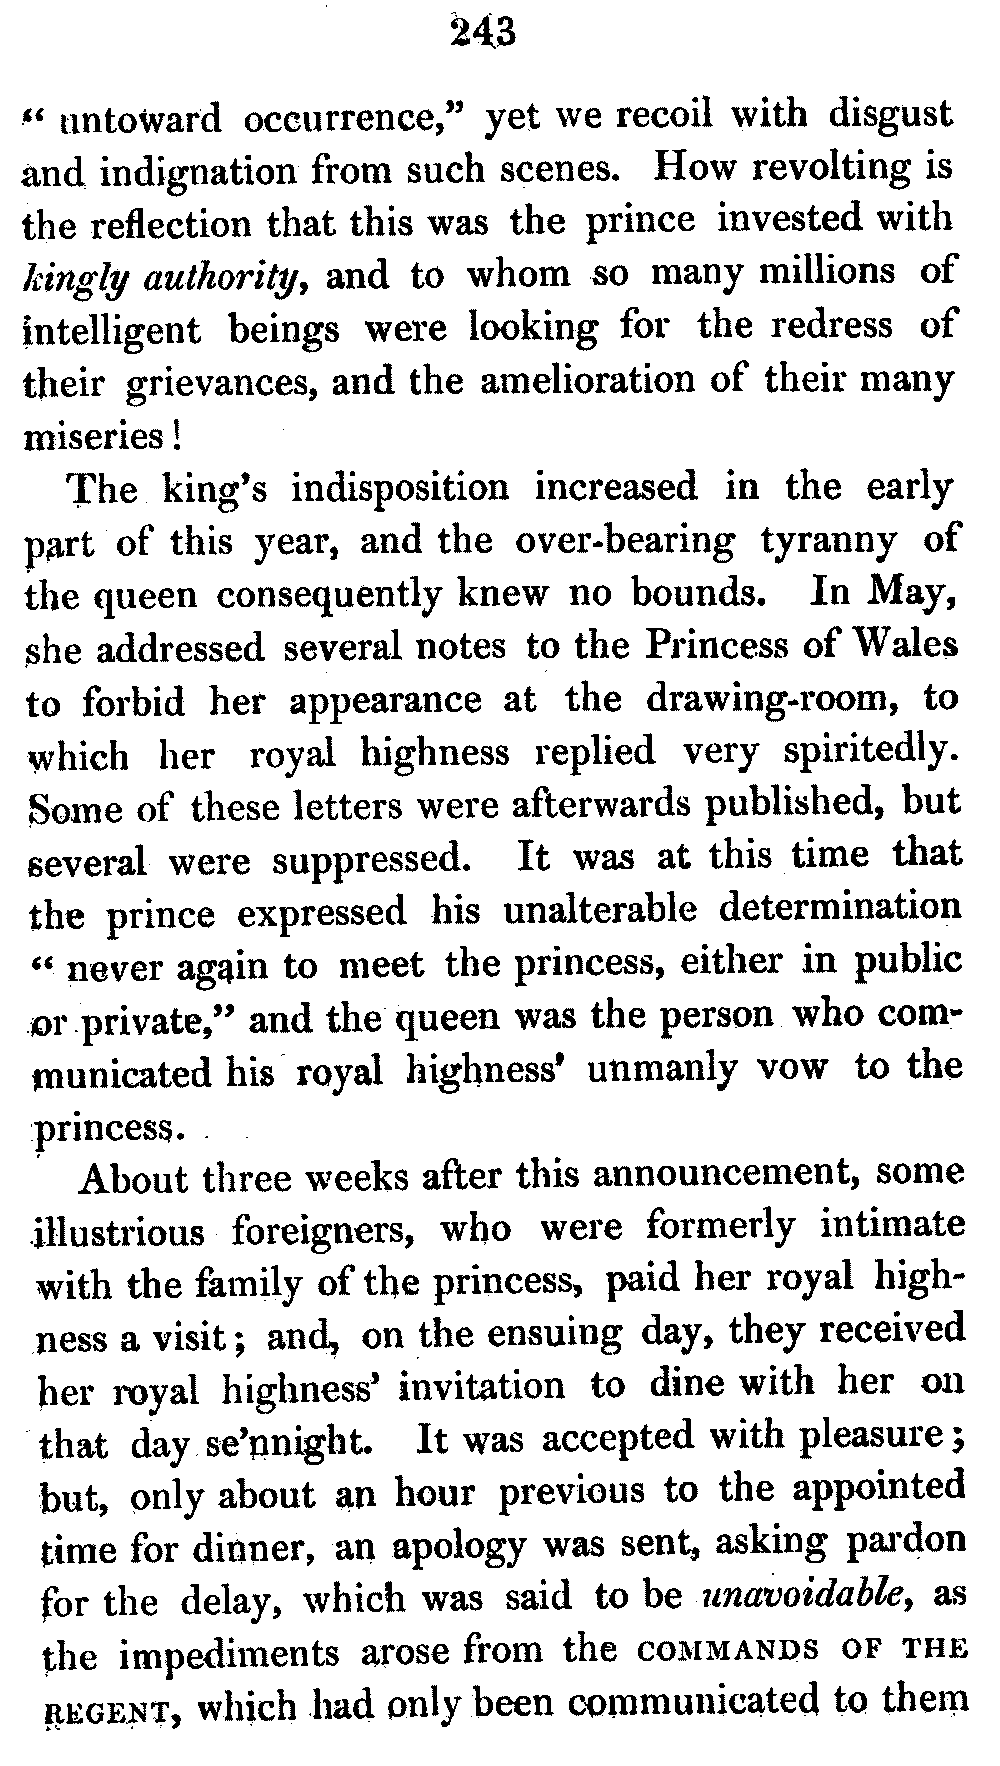 243
“ untoward occurrence,” yet we recoil with disgust
and indignation from such scenes. How revolting is
the reflection that this was the prince invested with
kingly authority, and to whom so many millions of
intelligent beings were looking for the redress of
their grievances, and the amelioration of their many
miseries !
The king’s indisposition increased in the early
part of this year, and the over-bearing tyranny of
the queen consequently knew no bounds. In May,
she addressed several notes to the Princess of Wales
to forbid her appearance at the drawing-room, to
which her royal highness replied very spiritedly.
Some of these letters were afterwards published, but
several were suppressed. It was at this time that
the prince expressed his unalterable determination
“ never again to meet the princess, either in public
or private,” and the queen was the person who com-
municated his royal highness’ unmanly vow to the
princess.
About three weeks after this announcement, some
illustrious foreigners, who were formerly intimate
with the family of the princess, paid her royal high-
ness a visit ; and, on the ensuing day, they received
her royal highness’ invitation to dine with her on
that day se’nnight. It was accepted with pleasure ;
but, only about an hour previous to the appointed
time for dinner, an apology was sent, asking pardon
for the delay, which was said to be unavoidable, as
the impediments arose from the COMMANDS OF THE
REGENT, which had only been communicated to them